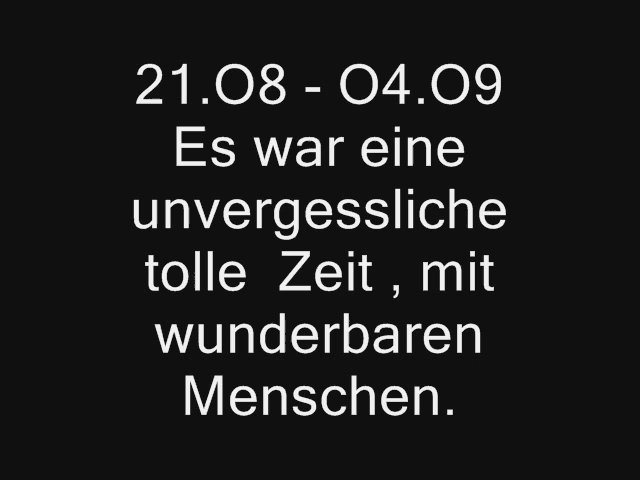 21.O8 - O4.O9
Es war eine
unvergessliche
tolle  Zeit , mit
wunderbaren
Menschen.